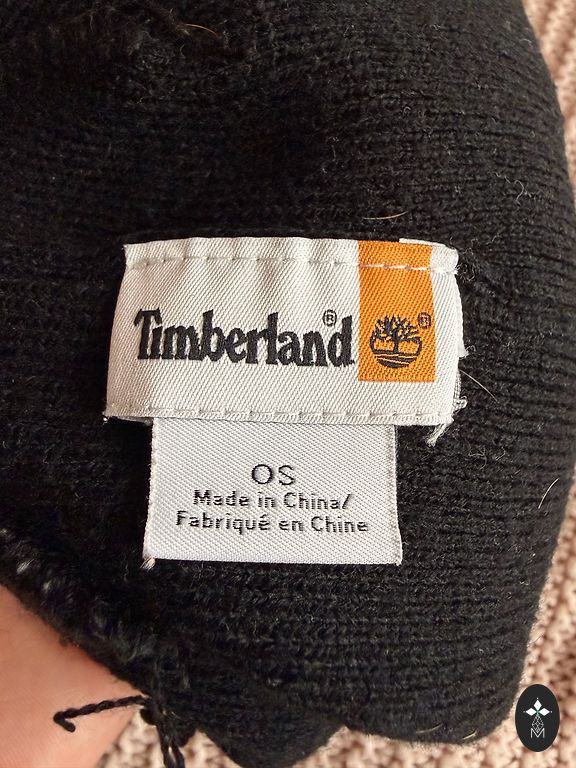 Timberland® ®
OS
Made in China/
Fabriqué en Chine
M